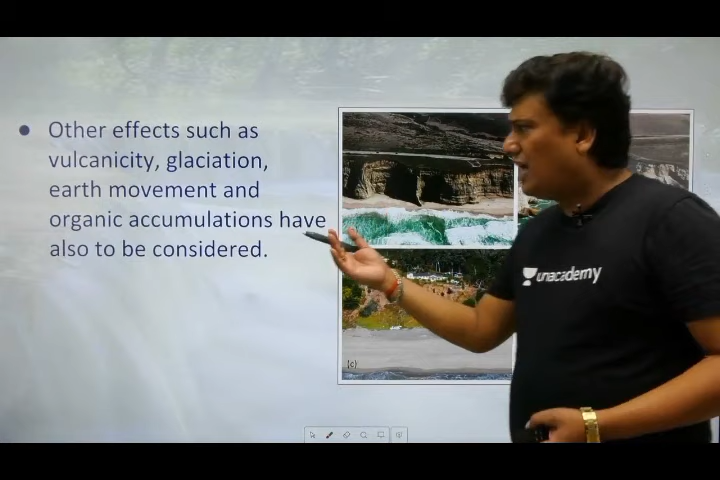 Other effects such as
vulcanicity, glaciation,
earth movement and
organic accumulations have
also to be considered.
unacademy
(c)